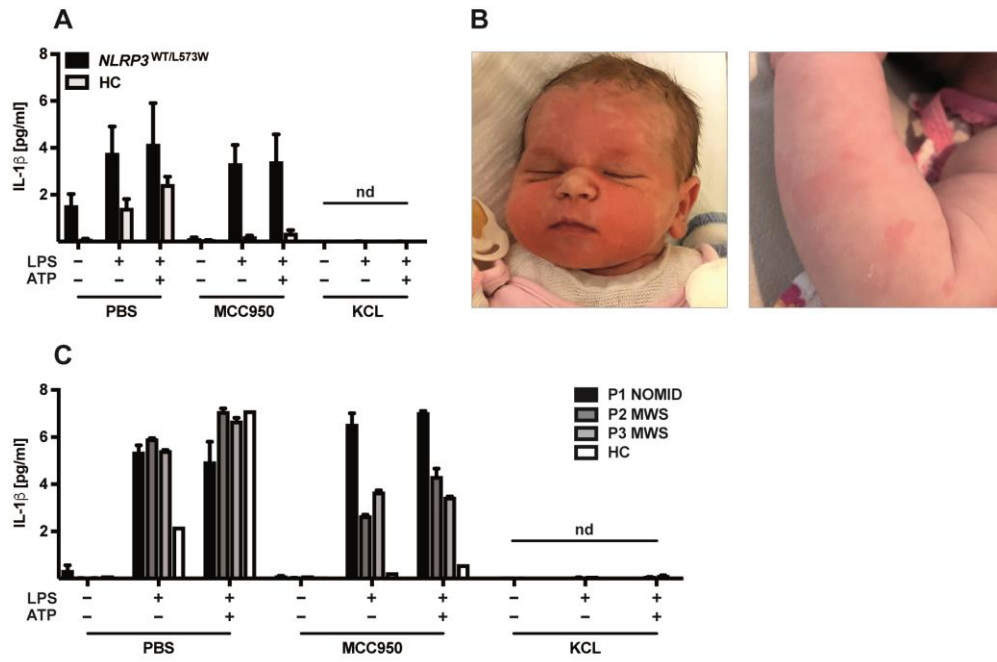 A
8
6
4
2
IL-1β [pg/ml]
NLRP3WT/L573W
HC
nd
LPS − + + − + + − + +
ATP − − + − − + − − +
PBS MCC950 KCL
B
C
8
6
4
2
IL-1β [pg/ml]
P1 NOMID
P2 MWS
P3 MWS
HC
nd
LPS − + + − + + − + +
ATP − − + − − + − − +
PBS MCC950 KCL